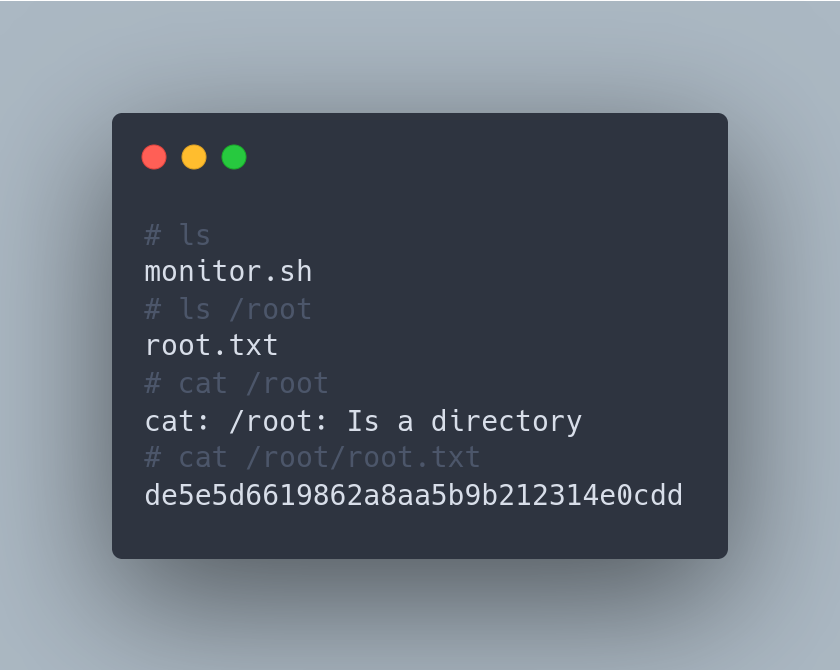 # ls
monitor.sh
# ls /root
root.txt
# cat /root
cat: /root: Is a directory
# cat /root/root.txt
de5e5d6619862a8aa5b9b212314e0cdd